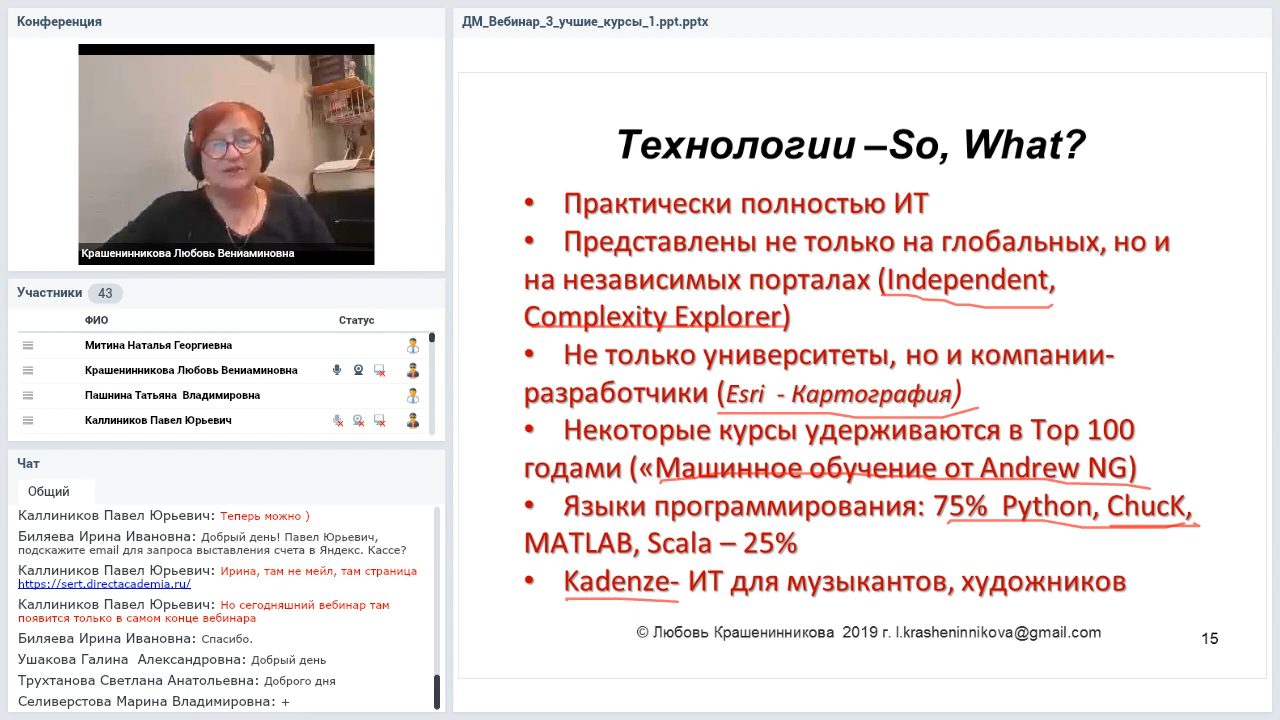 Конференция
Крашенинникова Любовь Вениаминовна
Участники 43
ФИО Статус
Митина Наталья Георгиевна
Крашенинникова Любовь Вениаминовна
Пашнина Татьяна Владимировна
Каллиников Павел Юрьевич
Чат
Общий
Каллиников Павел Юрьевич: Теперь можно )
Биляева Ирина Ивановна: Добрый день! Павел Юрьевич,
подскажите email для запроса выставления счета в Яндекс. Кассе?
Каллиников Павел Юрьевич: Ирина, там не мейл, там страница
https://sert.directacademia.ru/
Каллиников Павел Юрьевич: Но сегодняшний вебинар там
появится только в самом конце вебинара
Биляева Ирина Ивановна: Спасибо.
Ушакова Галина Александровна: Добрый день
Трухтанова Светлана Анатольевна: Доброго дня
Селиверстова Марина Владимировна: +
ДМ_Вебинар_3_учшие_курсы_1.ppt.pptx
Технологии –So, What?
• Практически полностью ИТ
• Представлены не только на глобальных, но и
на независимых порталах (Independent,
Complexity Explorer)
• Не только университеты, но и компании-
разработчики (Esri - Картография)
• Некоторые курсы удерживаются в Top 100
годами («Машинное обучение от Andrew NG)
• Языки программирования: 75% Python, ChucK,
MATLAB, Scala – 25%
• Kadenze- ИТ для музыкантов, художников
© Любовь Крашенинникова 2019 г. l.krasheninnikova@gmail.com
15